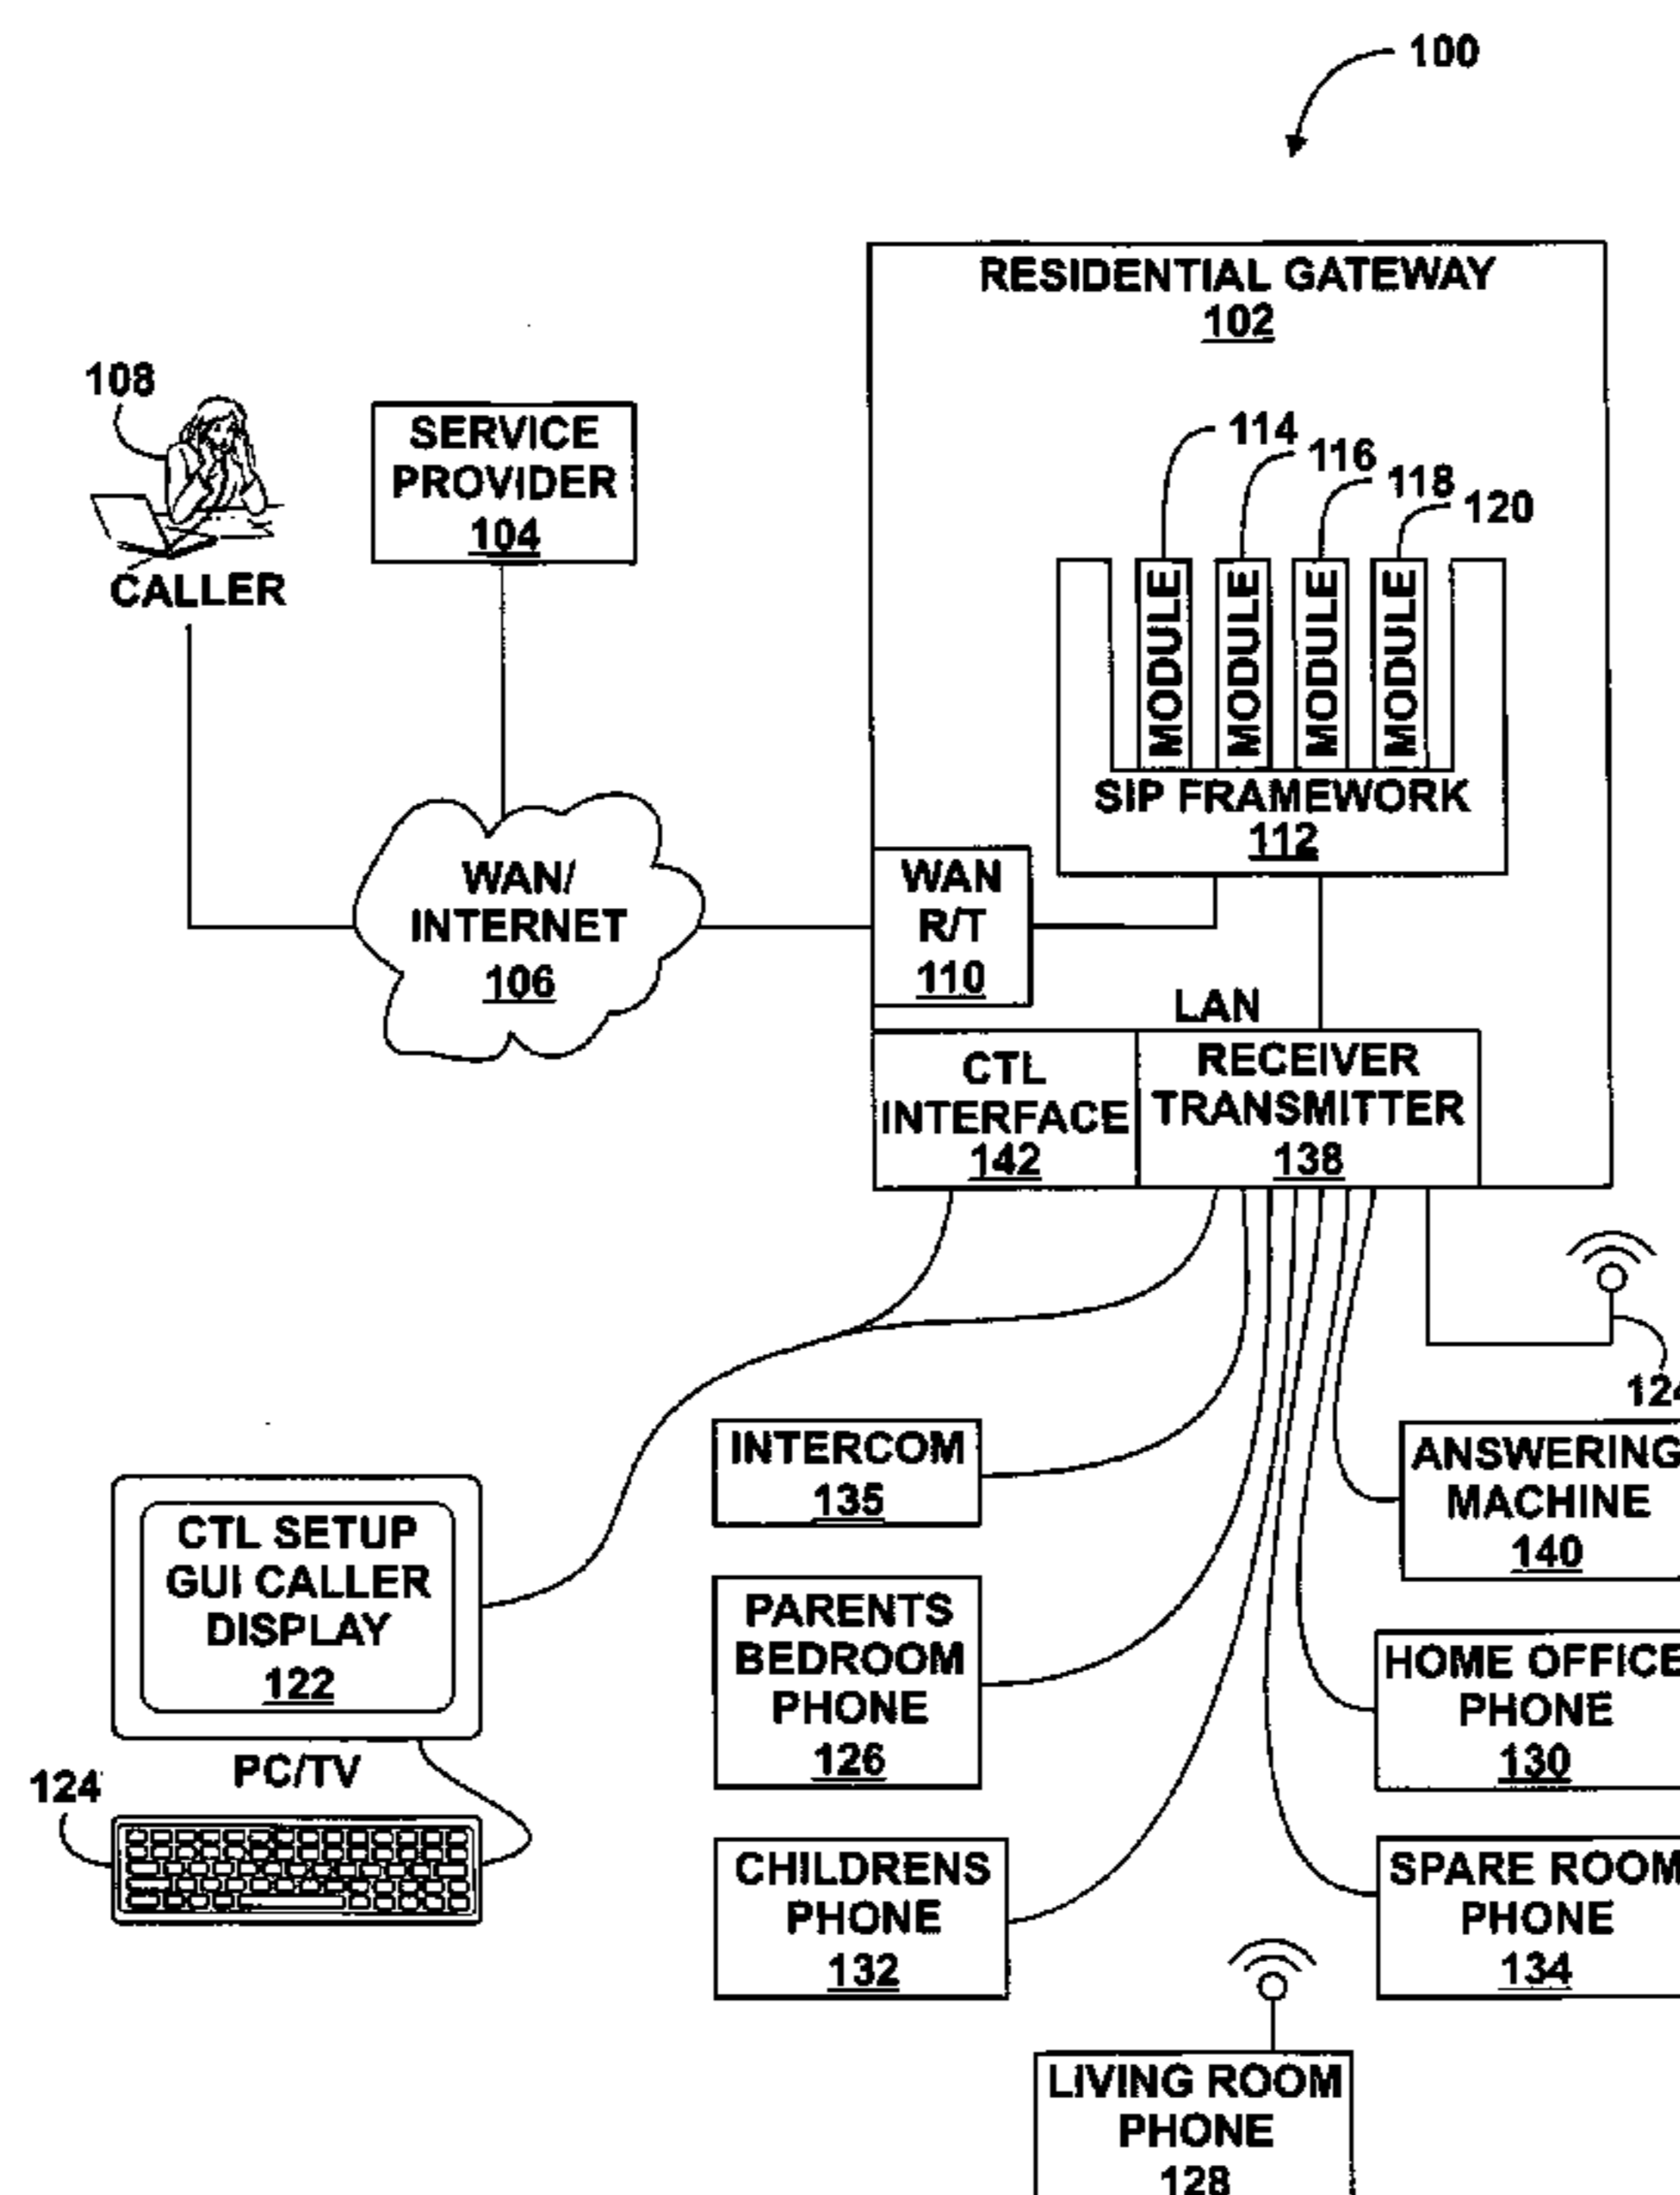 100
RESIDENTIAL GATEWAY
102
108
CALLER
SERVICE
PROVIDER
104
114
116
118
120
MODULE
MODULE
MODULE
MODULE
SIP FRAMEWORK
112
WAN/
INTERNET
106
WAN
R/T
110
LAN
CTL
INTERFACE
142
RECEIVER
TRANSMITTER
138
124
INTERCOM
135
ANSWERING
MACHINE
140
CTL SETUP
GUI CALLER
DISPLAY
122
PC/TV
124
PARENTS
BEDROOM
PHONE
126
HOME OFFICE
PHONE
130
CHILDRENS
PHONE
132
SPARE ROOM
PHONE
134
LIVING ROOM
PHONE
128